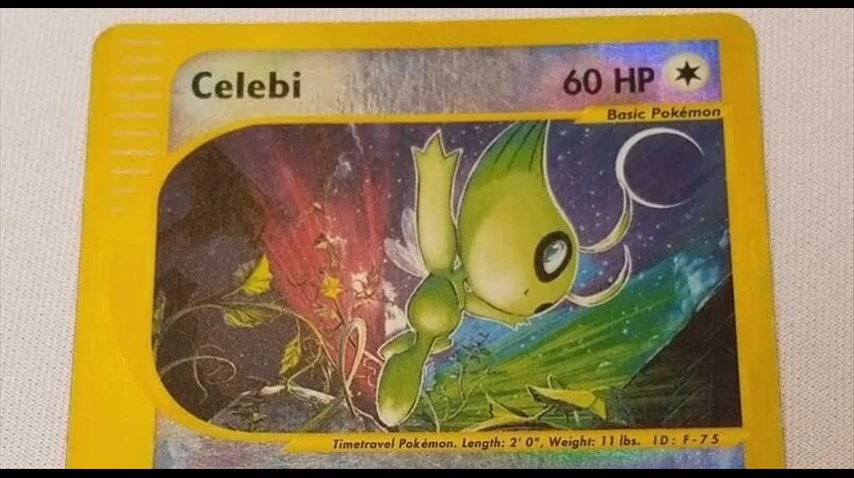 Celebi
60 HP
Basic Pokémon
Timetravel Pokémon. Length: 2' 0", Weight: 11 lbs. ID: F-75